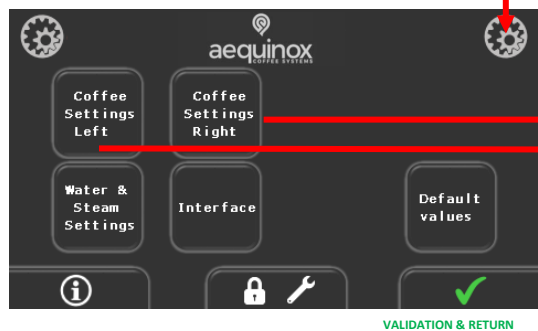 aequinox
COFFEE SYSTEMS
Coffee
Settings
Left
Coffee
Settings
Right
Water &
Steam
Settings
Interface
Default
values
VALIDATION & RETURN